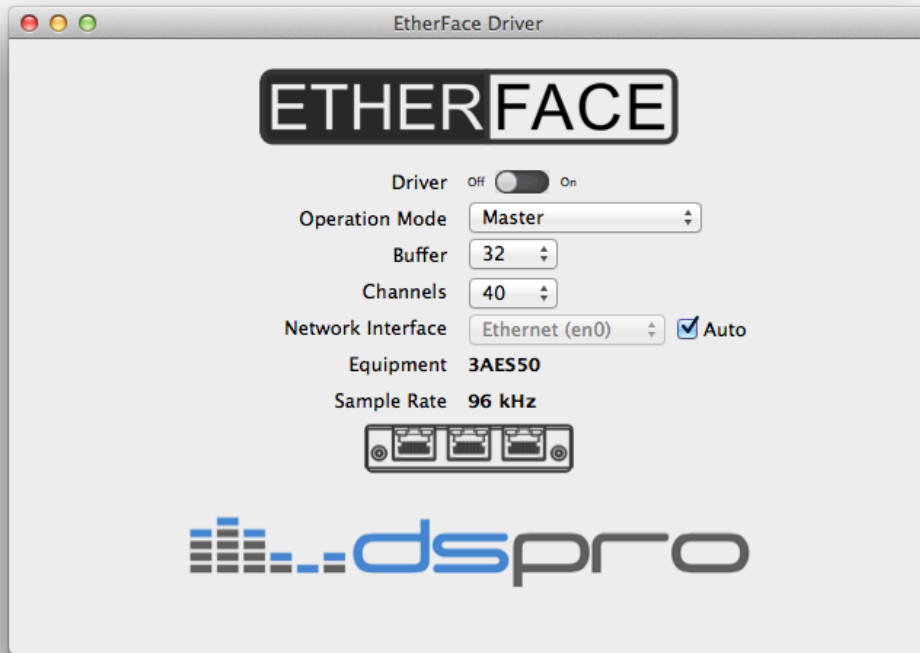 EtherFace Driver
ETHERFACE
Driver Off On
Operation Mode Master
Buffer 32
Channels 40
Network Interface Ethernet (en0) Auto
Equipment 3AES50
Sample Rate 96 kHz
dspro